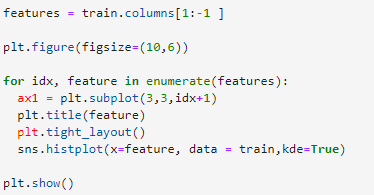 features = train.columns[1:-1 ]
plt.figure(figsize=(10,6))
for idx, feature in enumerate(features):
ax1 = plt.subplot(3,3,idx+1)
plt.title(feature)
plt.tight_layout()
sns.histplot(x=feature, data = train,kde=True)
plt.show()